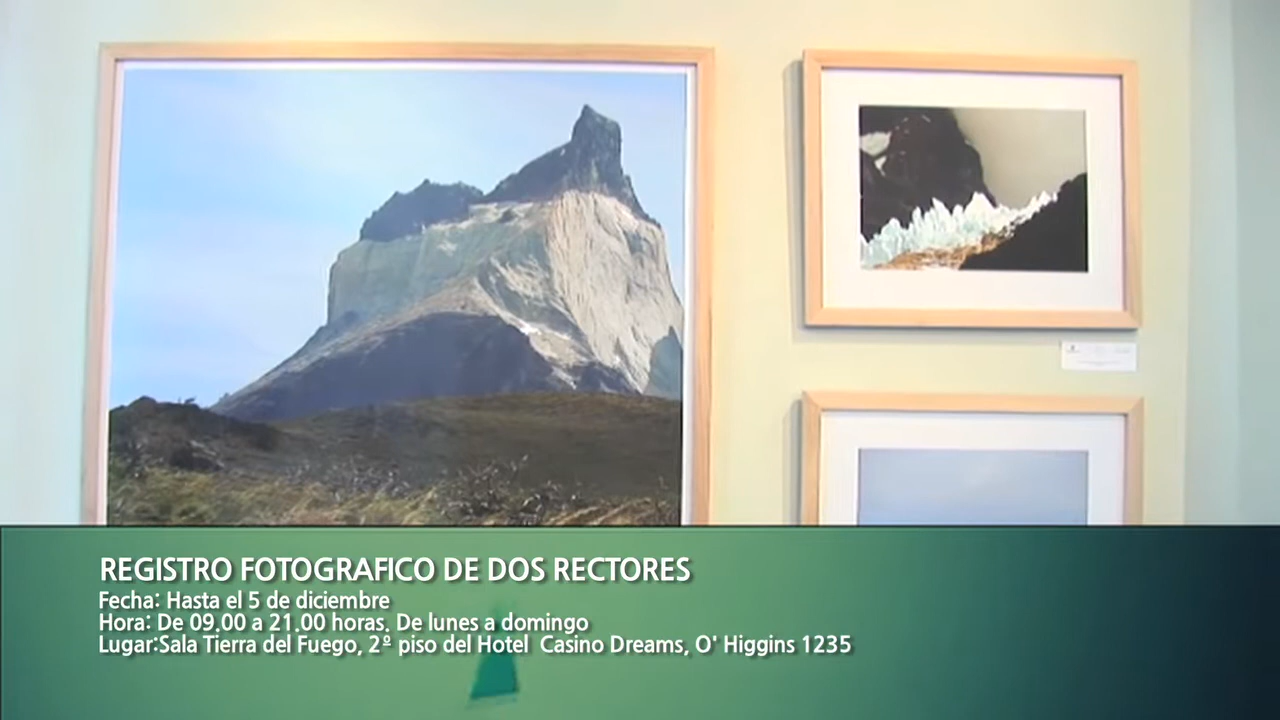 REGISTRO FOTOGRAFICO DE DOS RECTORES
Fecha: Hasta el 5 de diciembre
Hora: De 09.00 a 21.00 horas. De lunes a domingo
Lugar:Sala Tierra del Fuego, 2º piso del Hotel  Casino Dreams, O' Higgins 1235